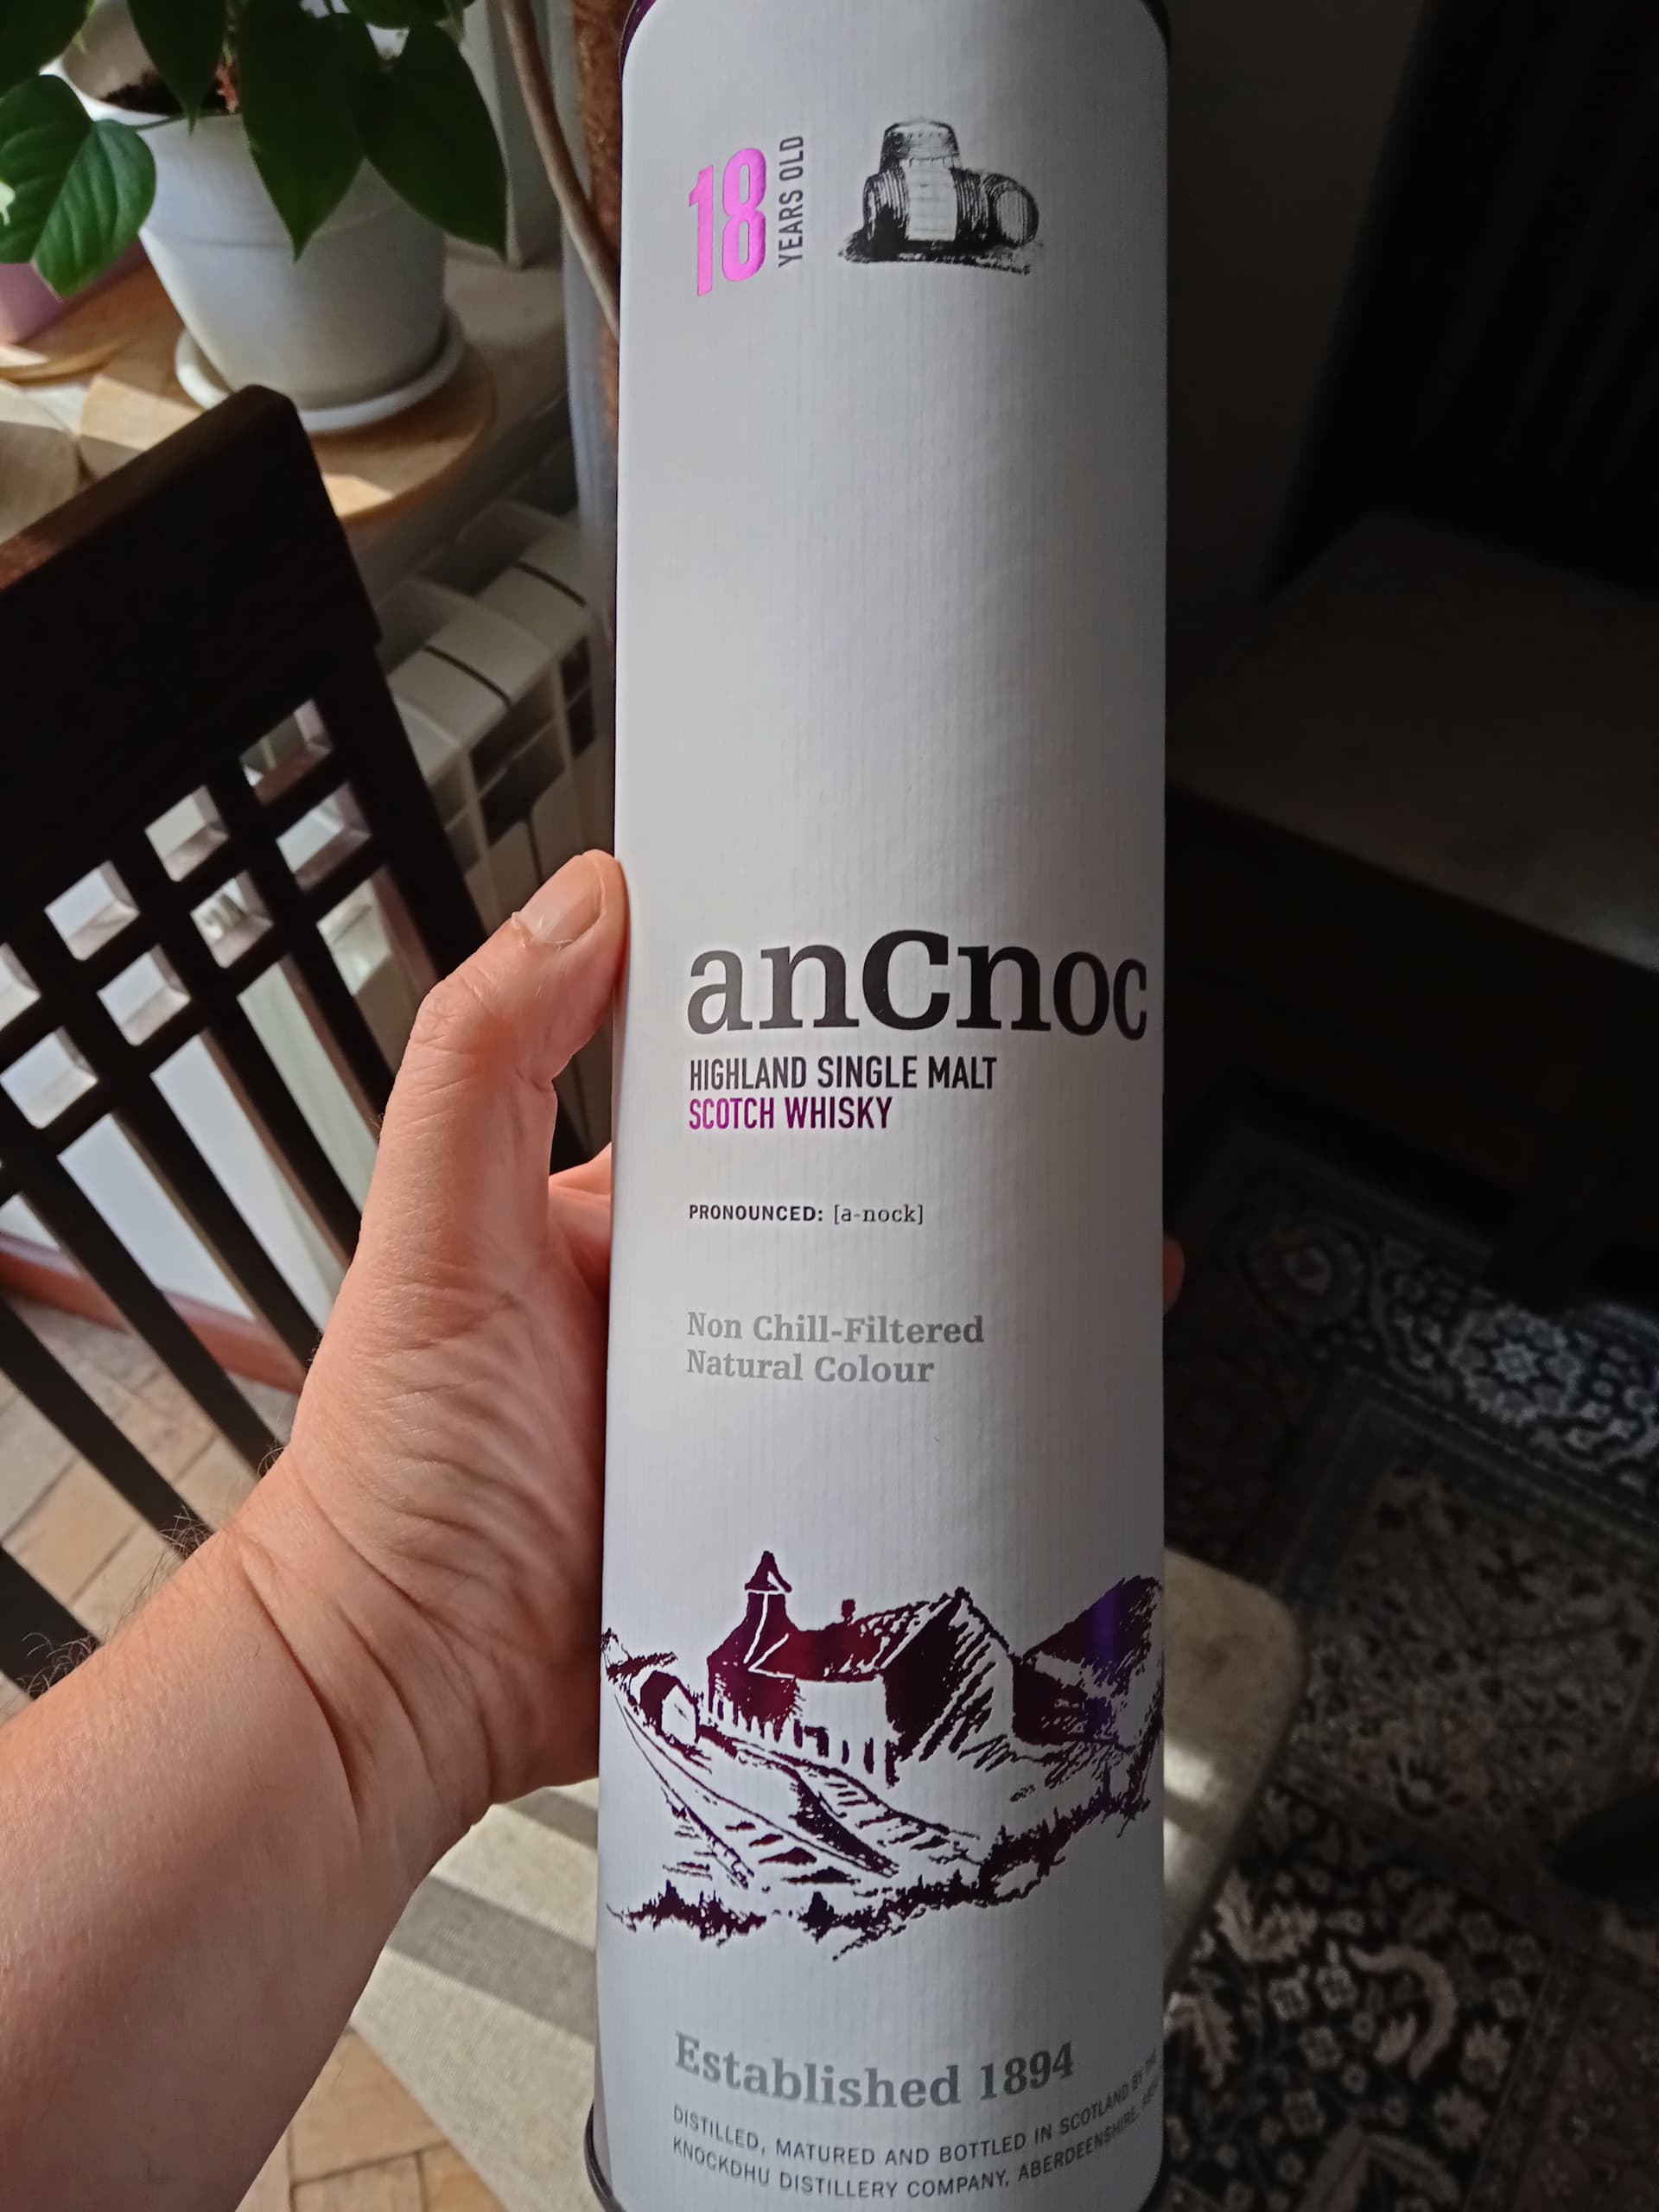 18 YEARS OLD
anCnoc
HIGHLAND SINGLE MALT
SCOTCH WHISKY
PRONOUNCED: [a-nock]
Non Chill-Filtered
Natural Colour
Established 1894
DISTILLED, MATURED AND BOTTLED IN SCOTLAND BY THE
KNOCKDHU DISTILLERY COMPANY, ABERDEENSHIRE,